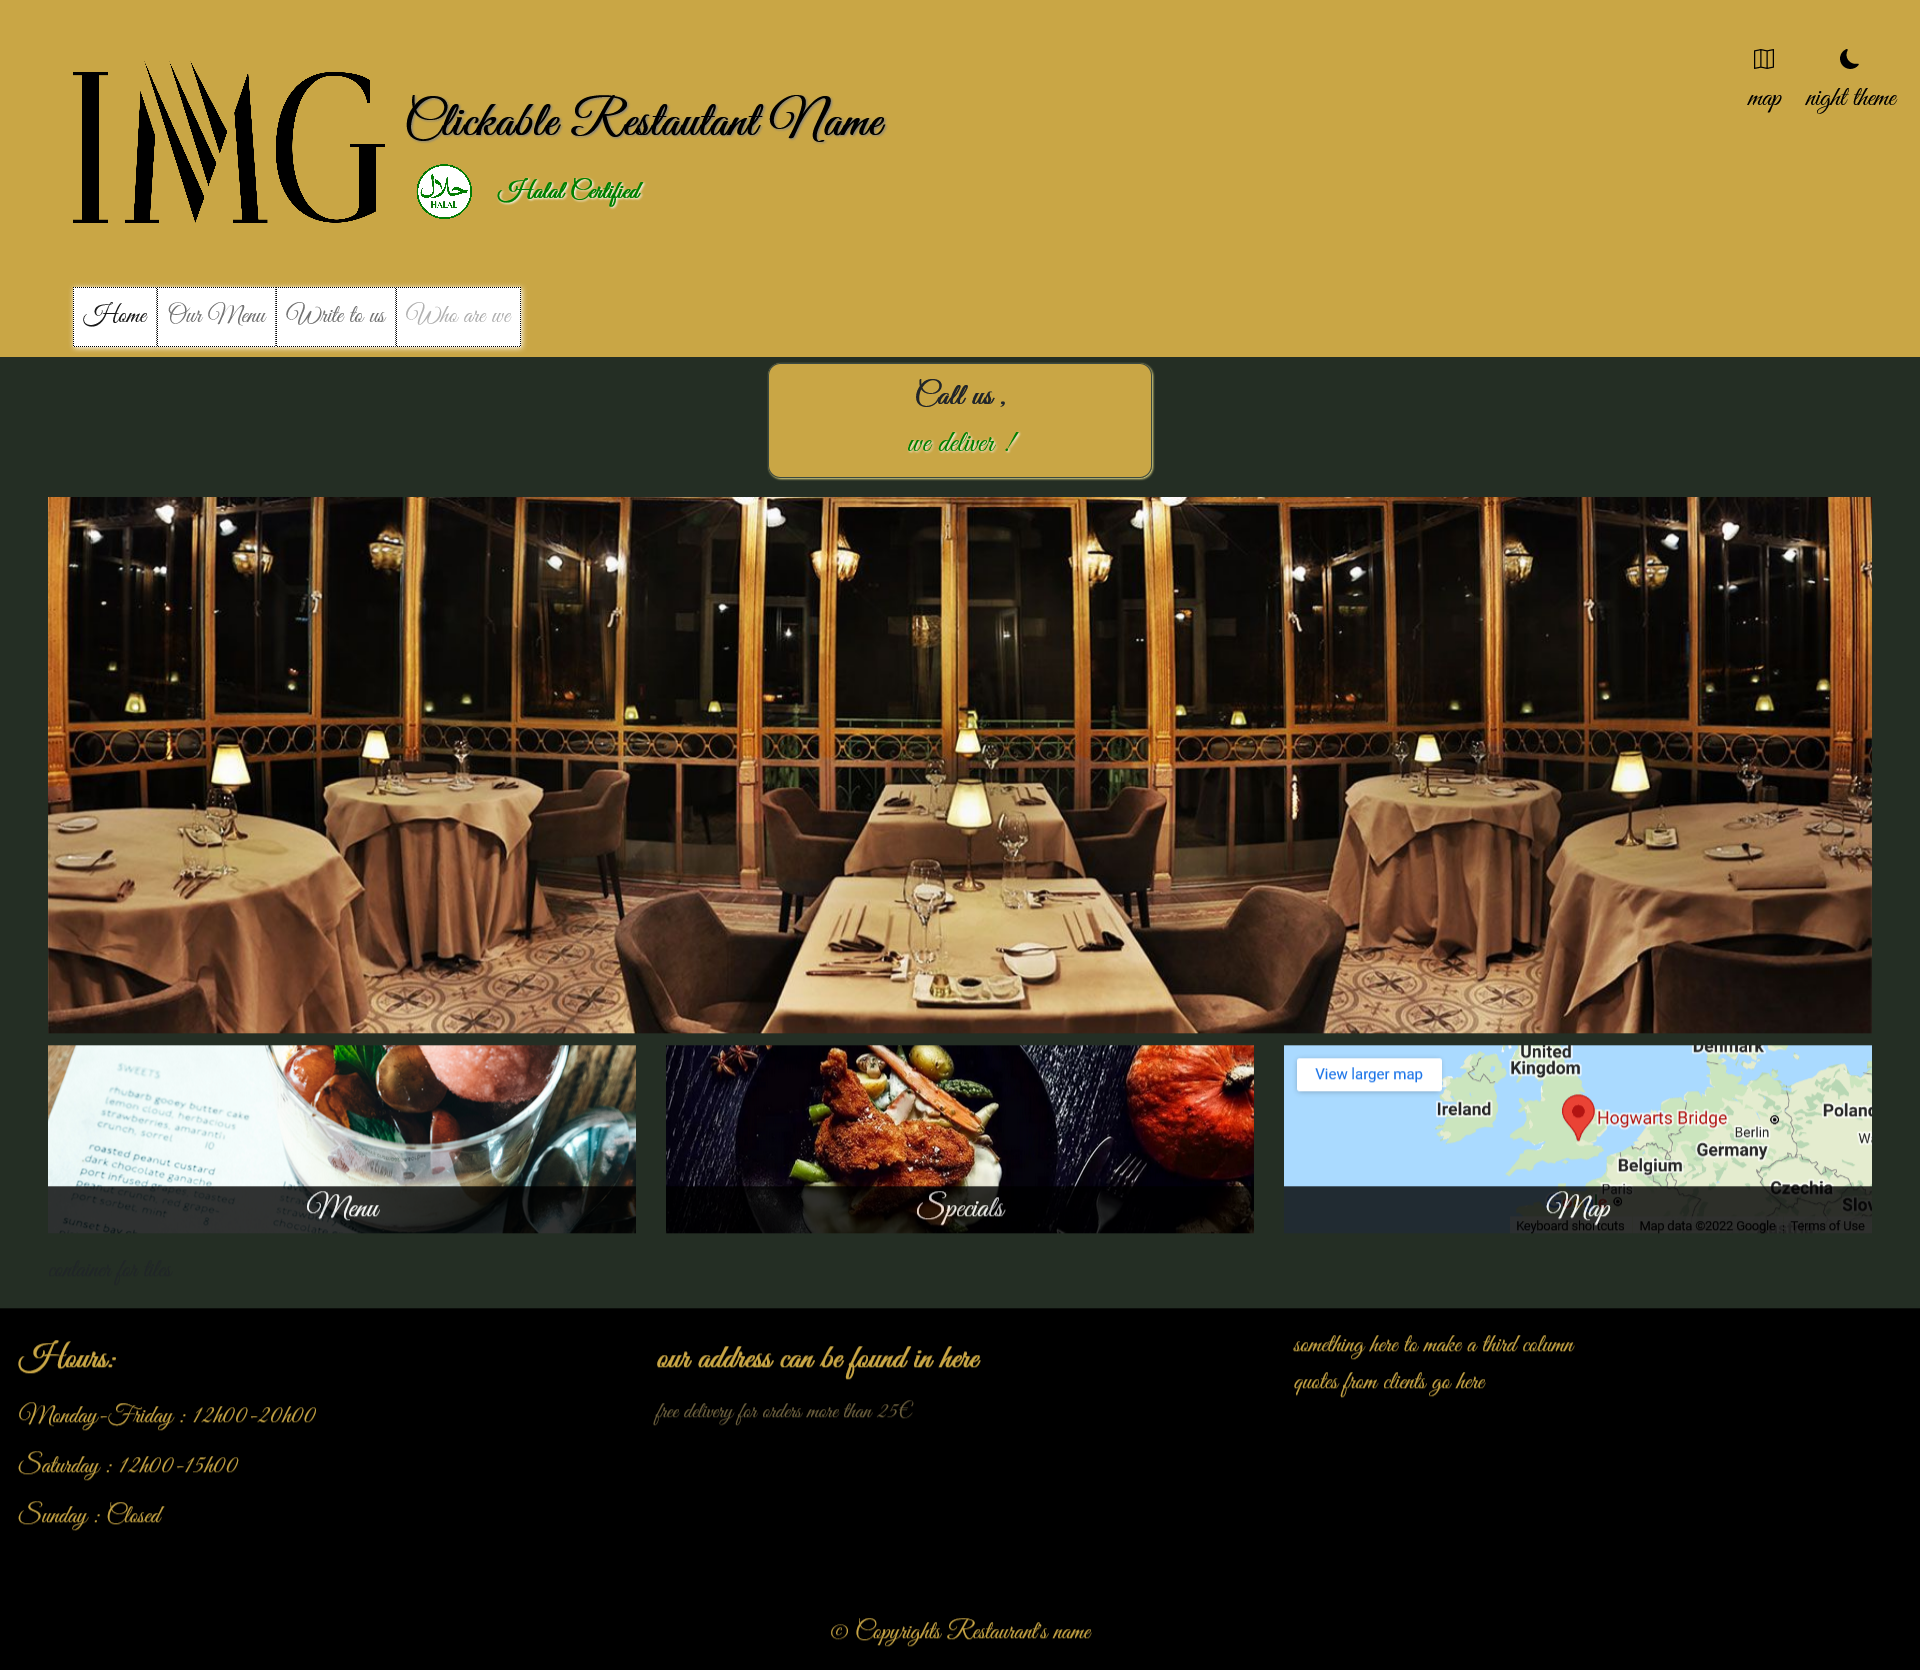 IMG
Clickable Restautant Name
حلال
HALAL
Halal Certified
map
night theme
Home
Our Menu
Write to us
Who are we
Call us ,
we deliver !
SWEETS
rhubarb gooey butter cake
lemon cloud, herbacious
strawberries, amaranth
crunch, sorrel
10
roasted peanut custard
dark chocolate ganache
port infused grapes, toasted
peanut crunch, red grape-
port sorbet, mint
8
sunset bay
chocolate
Menu
Specials
View larger map
United
Kingdom
Denmark
Ireland
Hogwarts Bridge
Berlin
Poland
Germany
Belgium
Paris
Czechia
Slov
Map
Keyboard shortcuts
Map data ©2022 Google
Terms of Use
container for tiles
Hours:
Monday-Friday : 12h00-20h00
Saturday : 12h00-15h00
Sunday : Closed
our address can be found in here
free delivery for orders more than 25€
something here to make a third column
quotes from clients go here
© Copyrights Restaurant's name